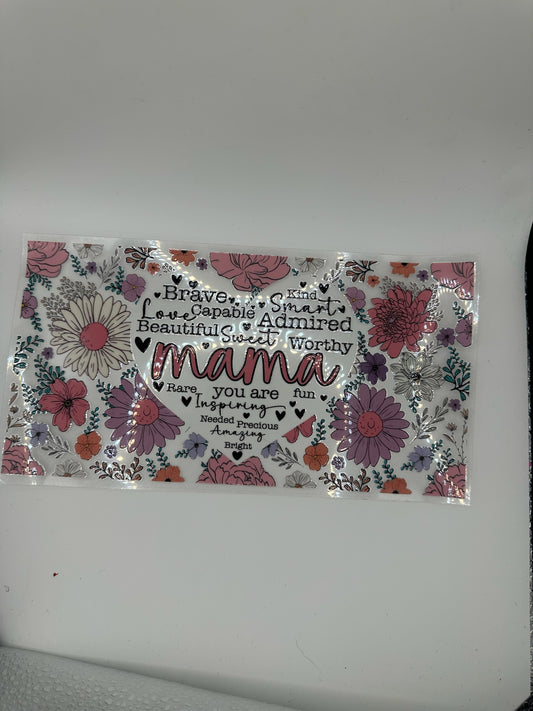 Brave Kind
Love Capable Smart
Beautiful Sweet Admired
Worthy
mama
Rare you are fun
Inspiring
Needed Precious
Amazing
Bright